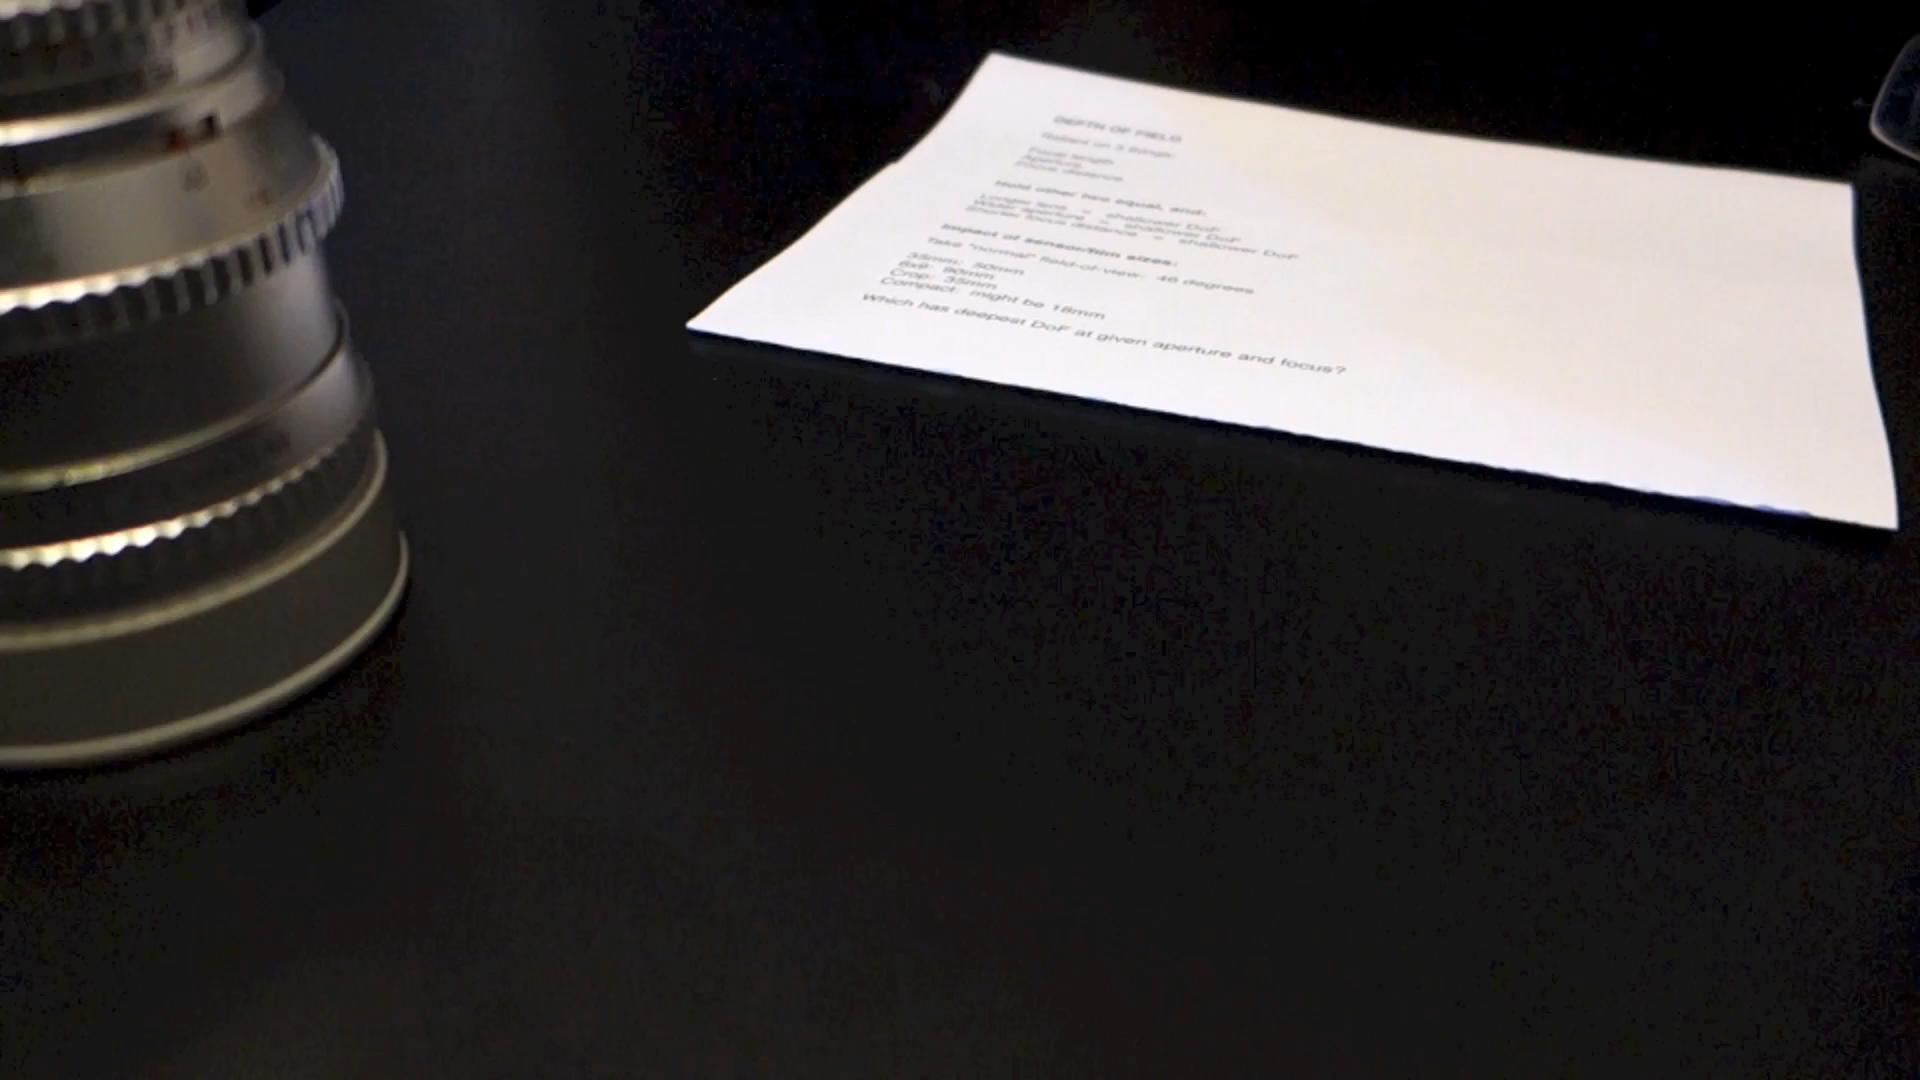 DEPTH OF FIELD
Reliant on 3 things:
Focal length
Aperture
Focus distance
Hold other two equal, and:
Longer lens = shallower DoF
Wider aperture = shallower DoF
Shorter focus distance = shallower DoF
Impact of sensor/film sizes:
Take "normal" field-of-view: 46 degrees
35mm: 50mm
6x9: 90mm
Crop: 35mm
Compact: might be 18mm
Which has deepest DoF at given aperture and focus?